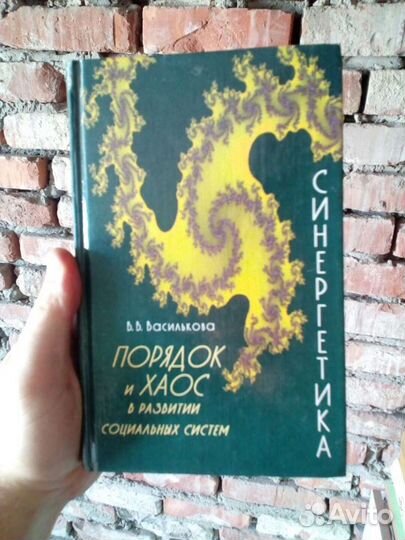 В.В. Василькова
ПОРЯДОК
и ХАОС
В РАЗВИТИИ
СОЦИАЛЬНЫХ СИСТЕМ
СИНЕРГЕТИКА
Avito